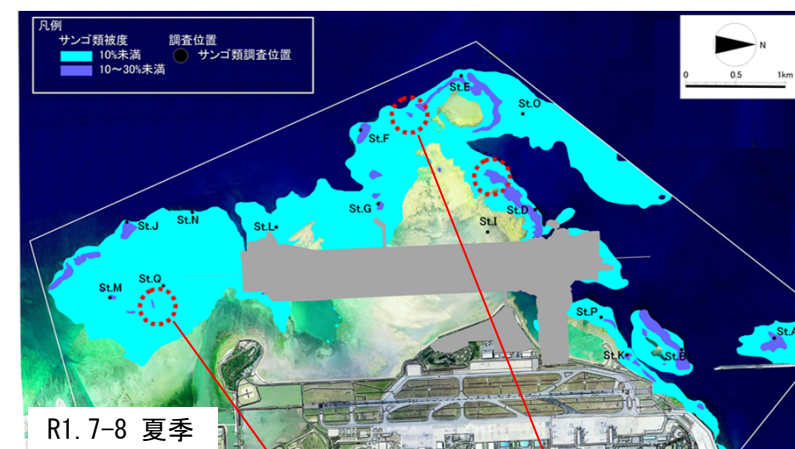 凡例
サンゴ類被度 調査位置
10%未満 サンゴ類調査位置
10～30%未満
N
0 0.5 1km
St.E
St.O
St.F
St.G
St.D
St.I
St.N
St.J
St.L
St.Q
St.M
St.P
St.A
St.K
St.B
R1.7-8 夏季